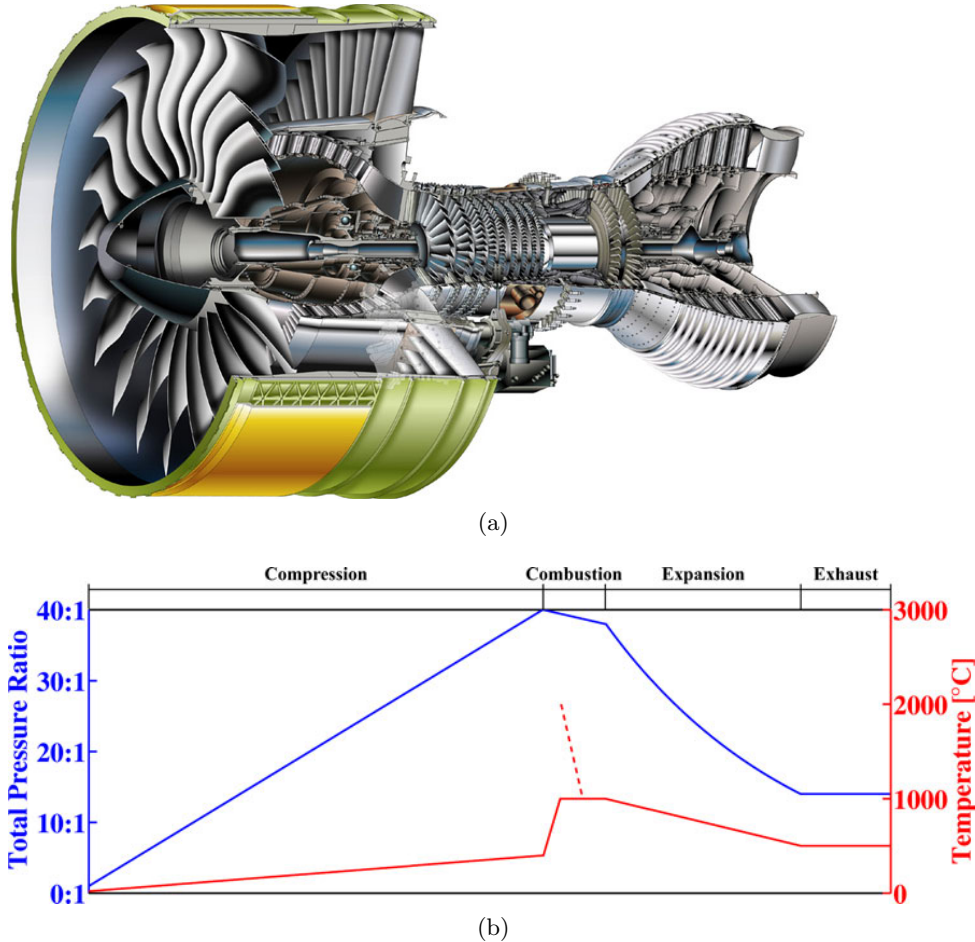 (a)
Compression Combustion Expansion Exhaust
40:1 3000
30:1
2000
20:1
1000
10:1
0:1 0
Total Pressure Ratio
Temperature [°C]
(b)